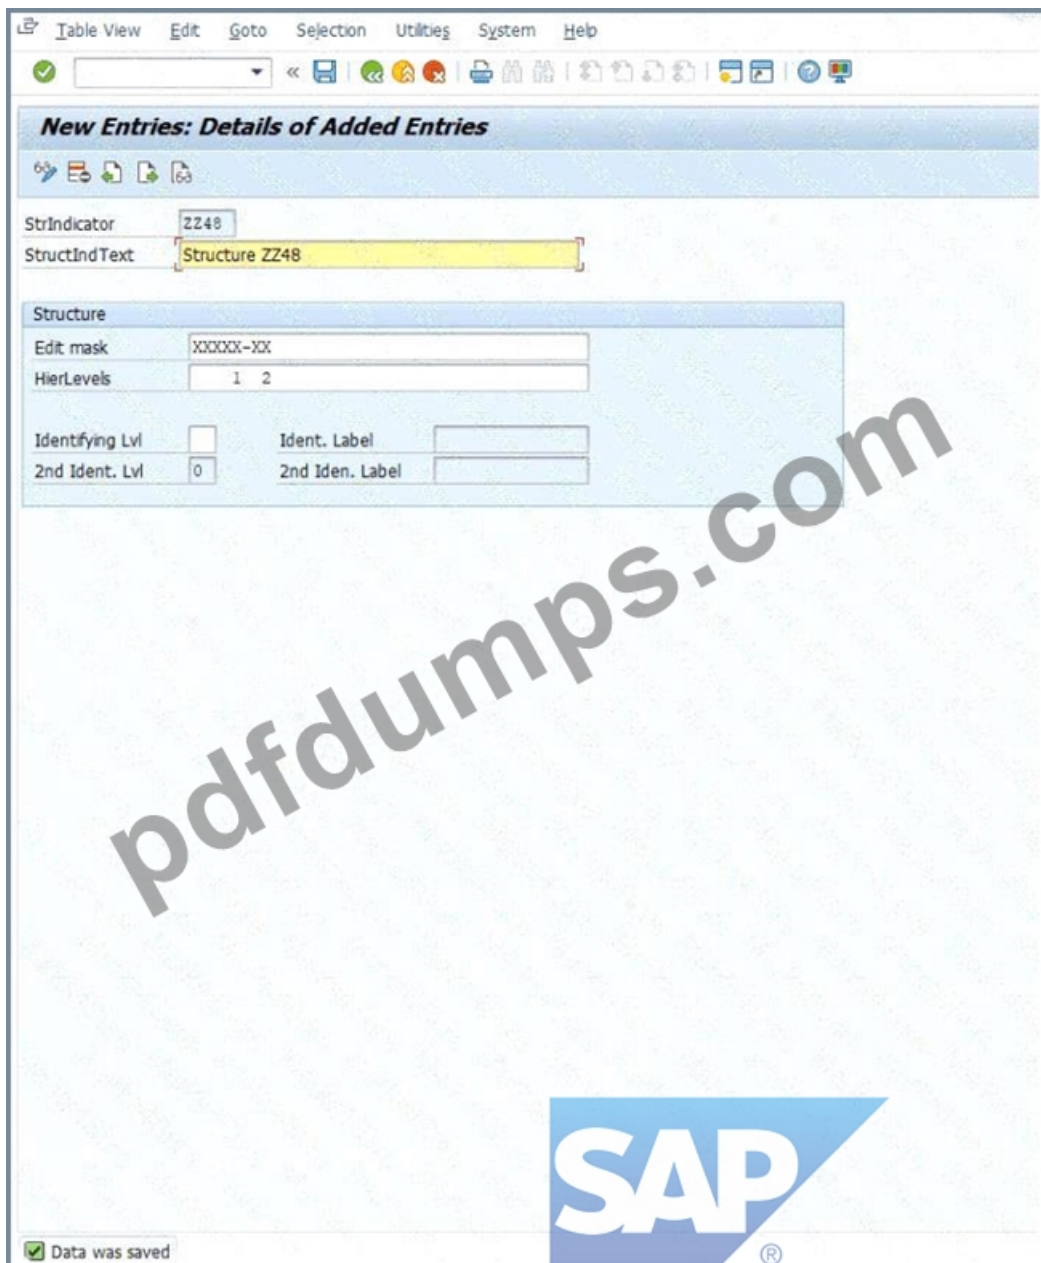 Table View Edit Goto Selection Utilities System Help
New Entries: Details of Added Entries
StrIndicator ZZ48
StructIndText Structure ZZ48
Structure
Edit mask XXXXX-XX
HierLevels 1 2
Identifying Lvl Ident. Label
2nd Ident. Lvl 0 2nd Iden. Label
pdfdumps.com
SAP
®
Data was saved